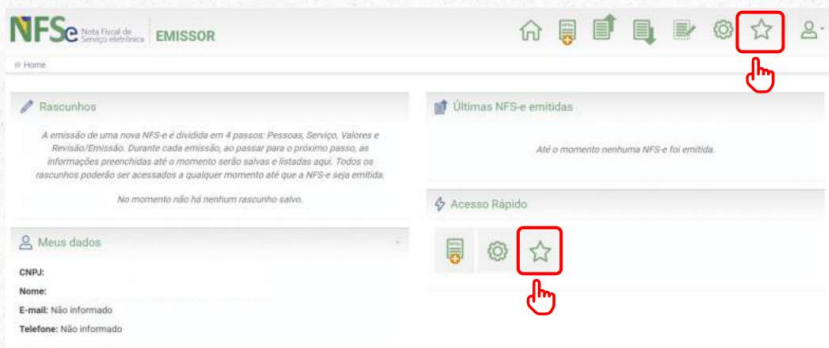 NFSe Nota Fiscal de Serviço eletrônica EMISSOR
Home
Rascunhos
A emissão de uma nova NFS-e é dividida em 4 passos: Pessoas, Serviço, Valores e
Revisão/Emissão. Durante cada emissão, ao passar para o próximo passo, as
informações preenchidas até o momento serão salvas e listadas aqui. Todos os
rascunhos poderão ser acessados a qualquer momento até que a NFS-e seja emitida.
No momento não há nenhum rascunho salvo.
Meus dados
CNPJ:
Nome:
E-mail: Não informado
Telefone: Não informado
Últimas NFS-e emitidas
Até o momento nenhuma NFS-e foi emitida.
Acesso Rápido